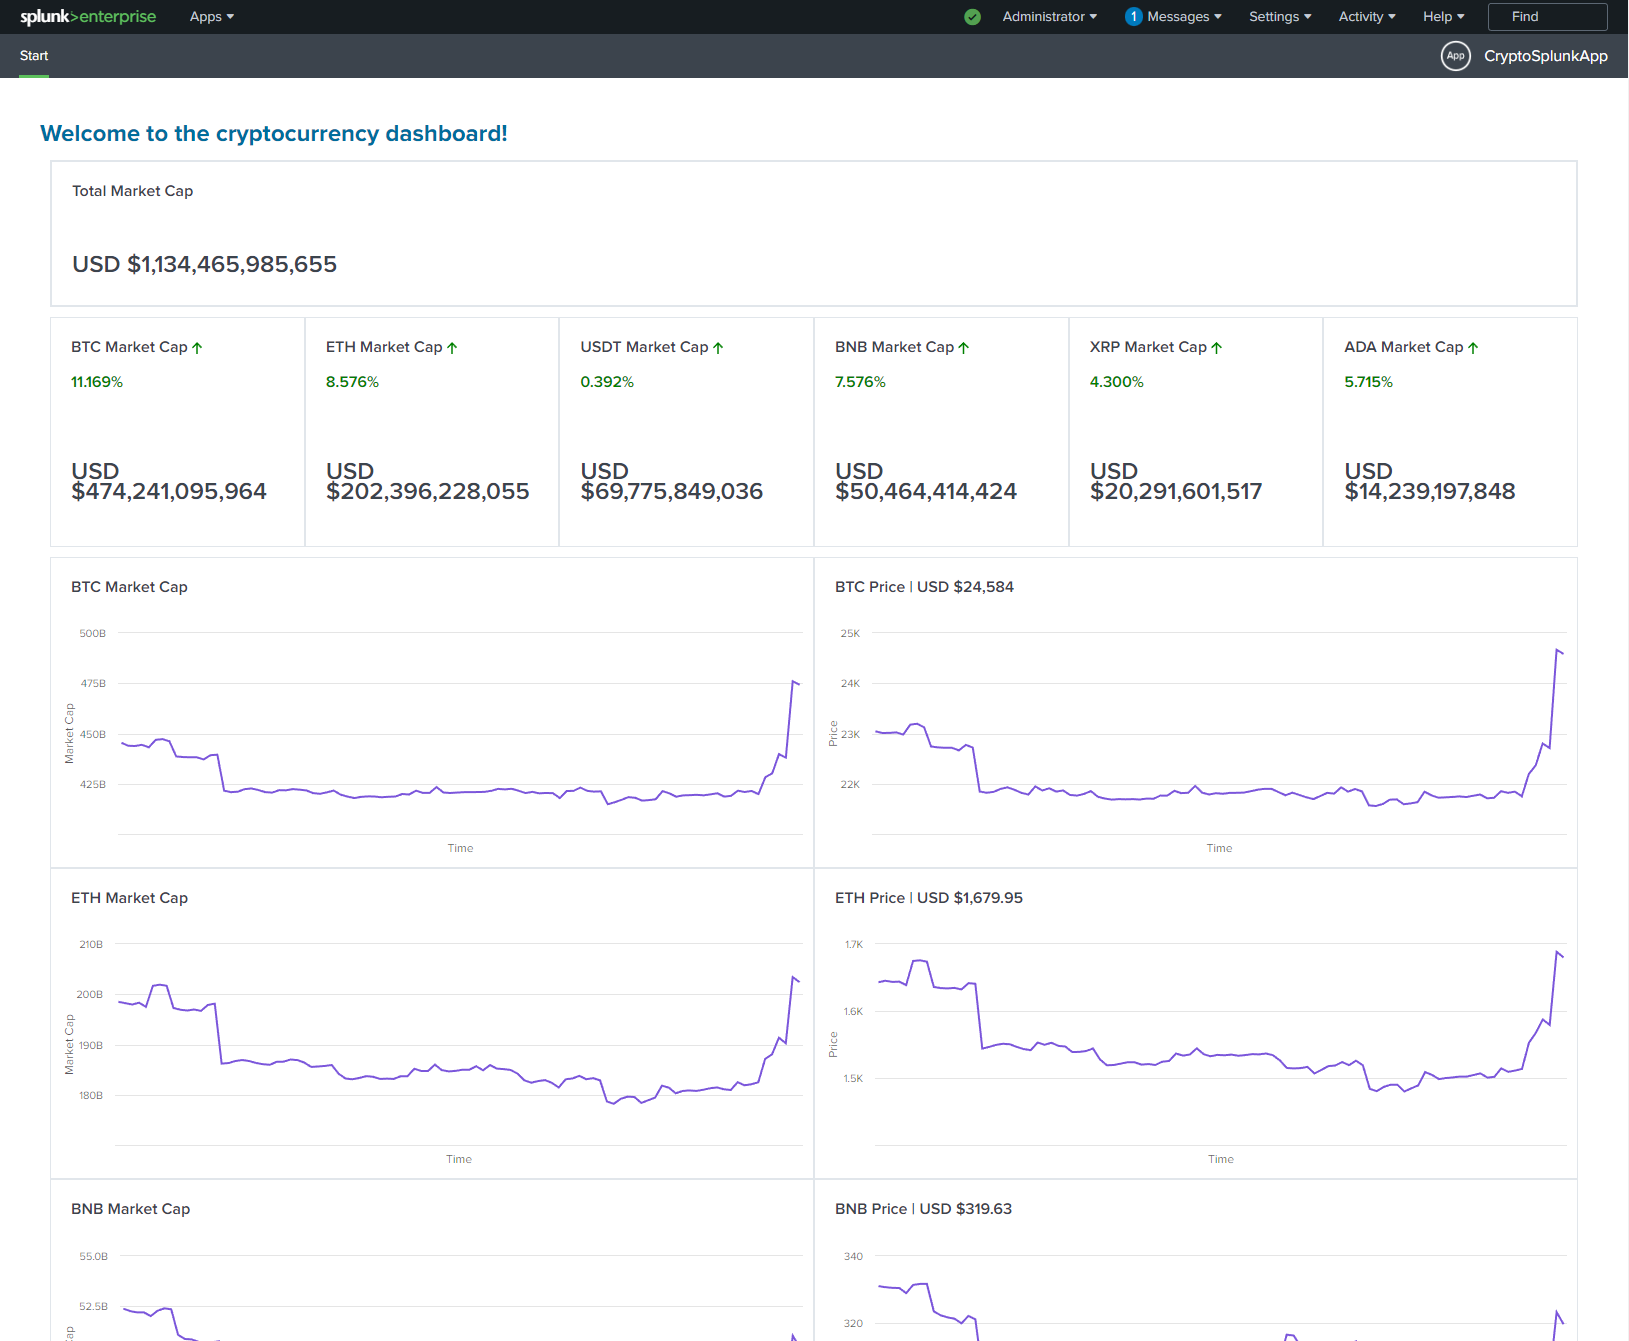 splunk>enterprise Apps Administrator 1 Messages Settings Activity Help Find
Start App CryptoSplunkApp
Welcome to the cryptocurrency dashboard!
Total Market Cap
USD $1,134,465,985,655
BTC Market Cap
11.169%
USD
$474,241,095,964
ETH Market Cap
8.576%
USD
$202,396,228,055
USDT Market Cap
0.392%
USD
$69,775,849,036
BNB Market Cap
7.576%
USD
$50,464,414,424
XRP Market Cap
4.300%
USD
$20,291,601,517
ADA Market Cap
5.715%
USD
$14,239,197,848
BTC Market Cap
500B
475B
450B
425B
Market Cap
Time
BTC Price | USD $24,584
25K
24K
23K
22K
Price
Time
ETH Market Cap
210B
200B
190B
180B
Market Cap
Time
ETH Price | USD $1,679.95
1.7K
1.6K
1.5K
Price
Time
BNB Market Cap
55.0B
52.5B
BNB Price | USD $319.63
340
320